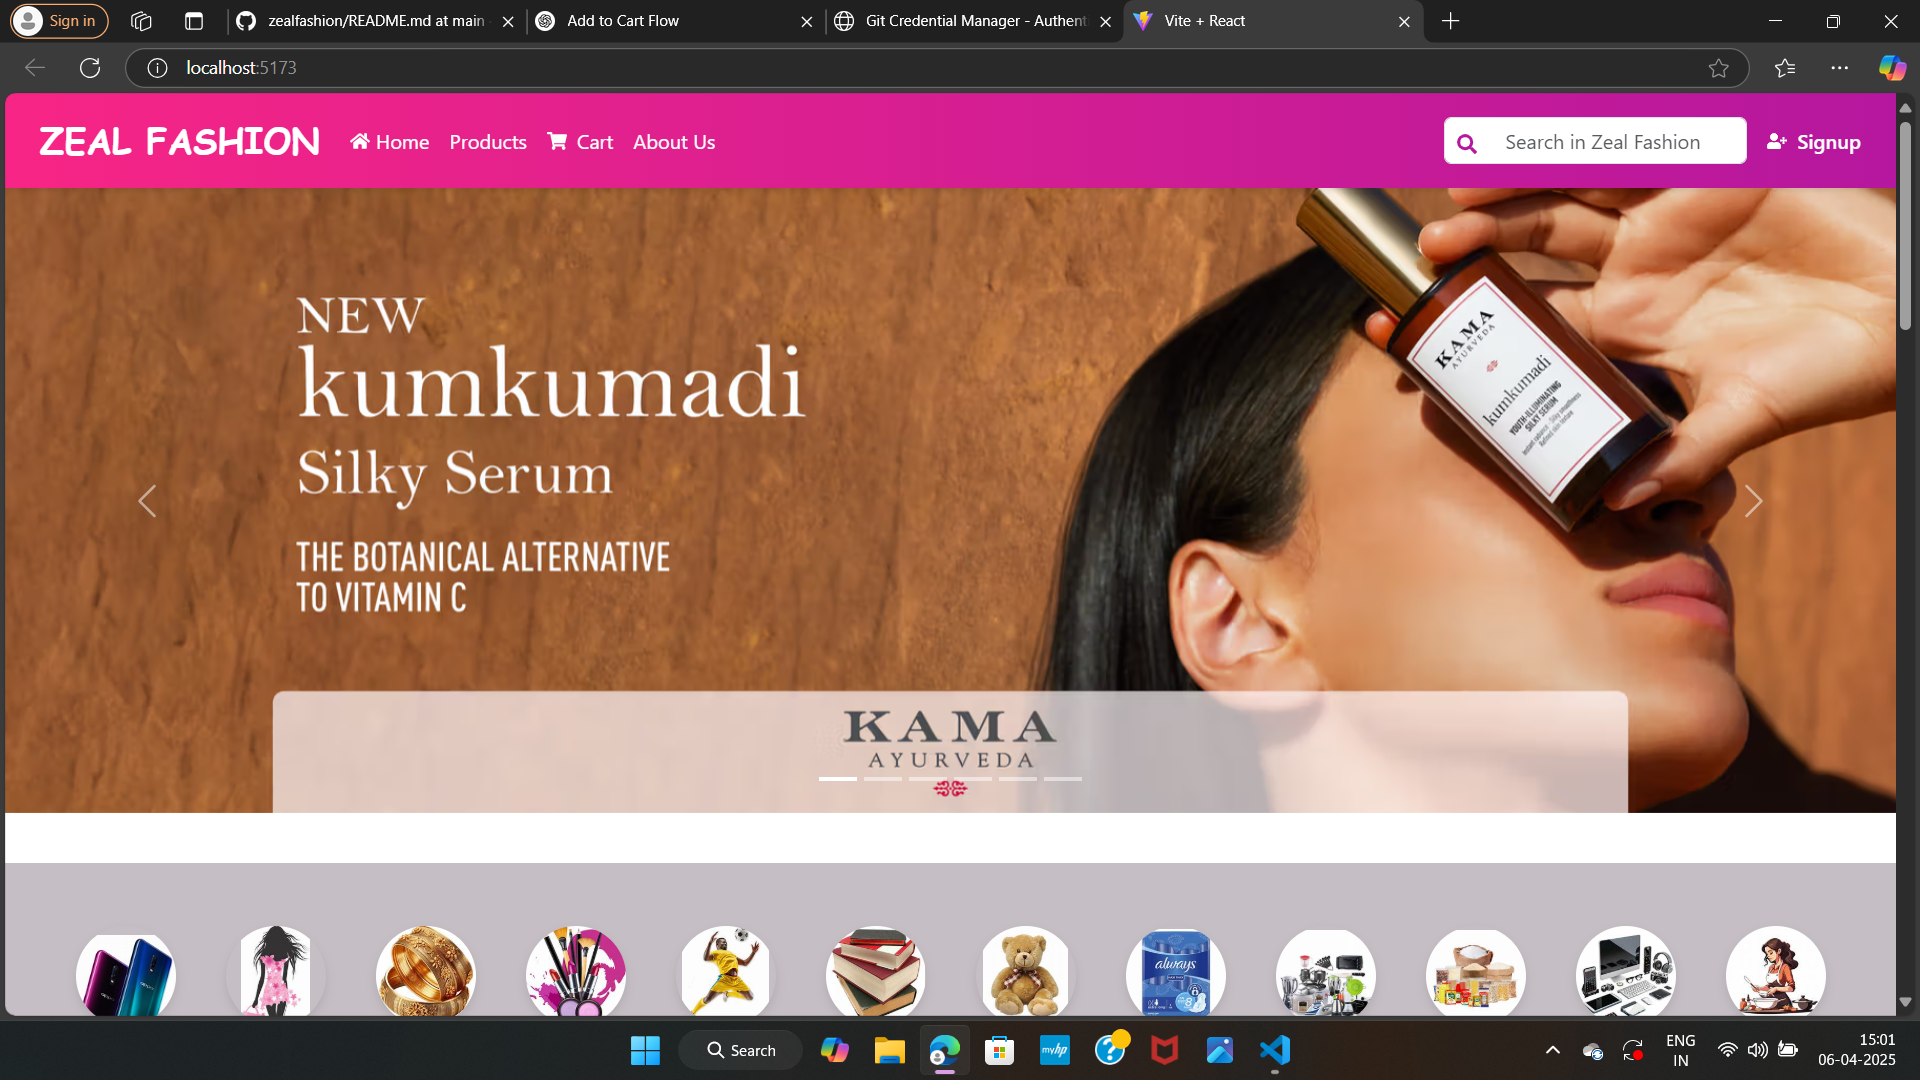 Sign in
zealfashion/README.md at main
Add to Cart Flow
Git Credential Manager - Authent
Vite + React
localhost:5173
ZEAL FASHION
Home
Products
Cart
About Us
Search in Zeal Fashion
Signup
NEW
kumkumadi
Silky Serum
THE BOTANICAL ALTERNATIVE
TO VITAMIN C
KAMA
AYURVEDA
kumkumadi
YOUTH-ILLUMINATING
SILKY SERUM
KAMA
AYURVEDA
always
Search
myhp
ENG
IN
15:01
06-04-2025